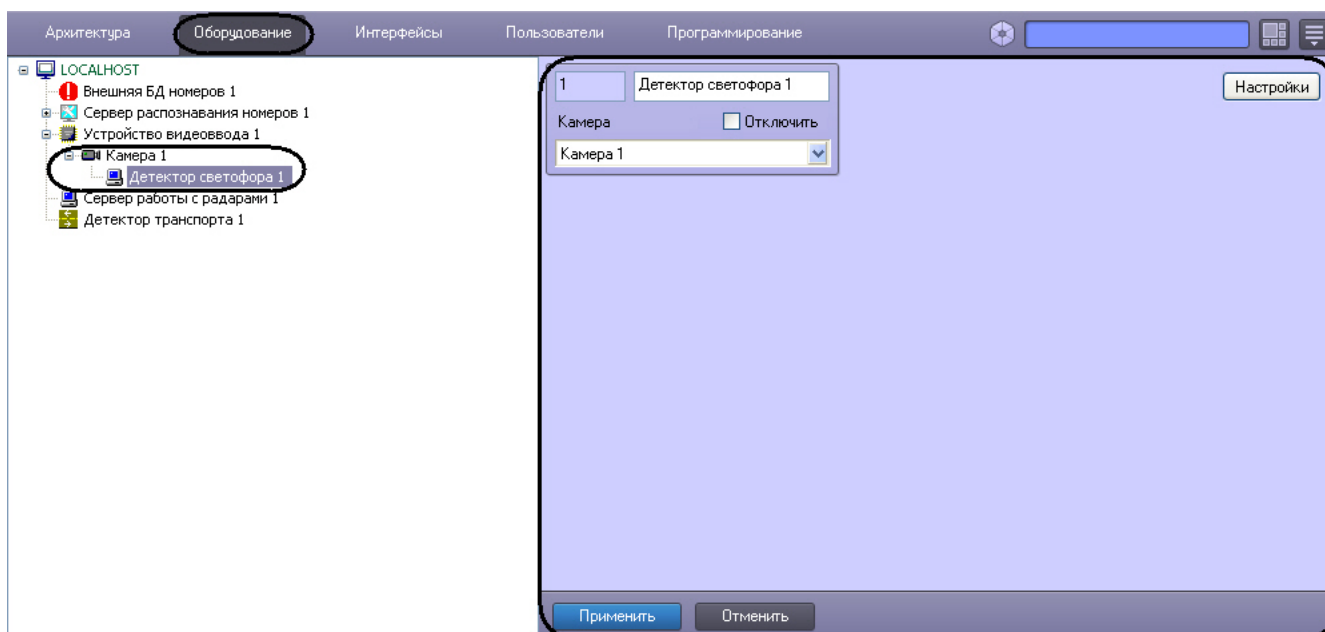 Архитектура Оборудование Интерфейсы Пользователи Программирование
LOCALHOST
Внешняя БД номеров 1
Сервер распознавания номеров 1
Устройство видеоввода 1
Камера 1
Детектор светофора 1
Сервер работы с радарами 1
Детектор транспорта 1
1 Детектор светофора 1
Настройки
Камера Отключить
Камера 1
Применить Отменить